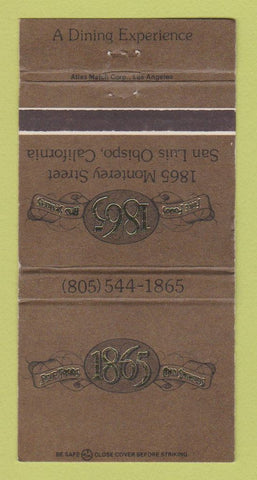 A Dining Experience
Atlas Match Corp., Los Angeles
1865 Monterey Street
San Luis Obispo, California
1865
(805) 544-1865
1865
BE SAFE CLOSE COVER BEFORE STRIKING